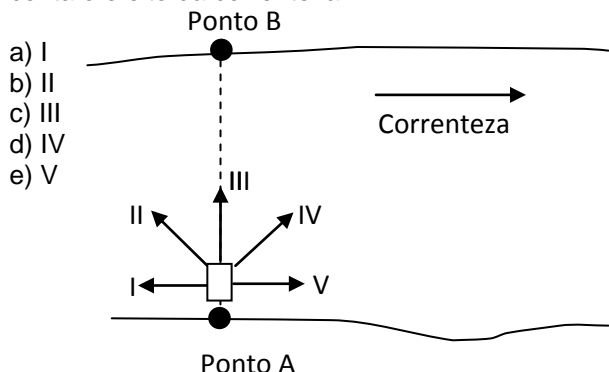 Ponto B
a) I
b) II
c) III
d) IV
e) V
Correnteza
III
II
IV
I
V
Ponto A